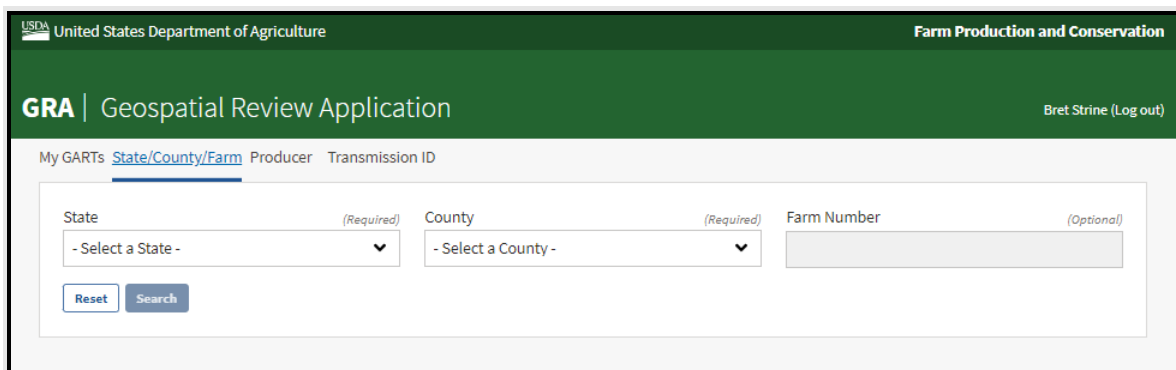 USDA United States Department of Agriculture Farm Production and Conservation
GRA | Geospatial Review Application Bret Strine (Log out)
My GARTs State/County/Farm Producer Transmission ID
State (Required) County (Required) Farm Number (Optional)
- Select a State - - Select a County -
Reset Search